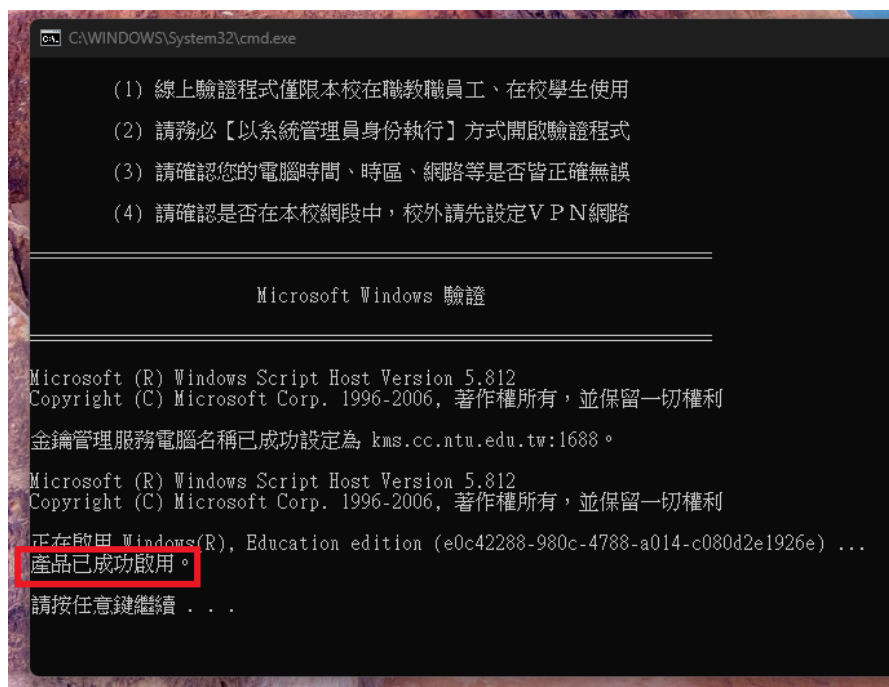 C:\WINDOWS\System32\cmd.exe
(1) 線上驗證程式僅限本校在職教職員工、在校學生使用
(2) 請務必【以系統管理員身份執行】方式開啟驗證程式
(3) 請確認您的電腦時間、時區、網路等是否皆正確無誤
(4) 請確認是否在本校網段中，校外請先設定ＶＰＮ網路
Microsoft Windows 驗證
Microsoft (R) Windows Script Host Version 5.812
Copyright (C) Microsoft Corp. 1996-2006, 著作權所有，並保留一切權利
金鑰管理服務電腦名稱已成功設定為 kms.cc.ntu.edu.tw:1688。
Microsoft (R) Windows Script Host Version 5.812
Copyright (C) Microsoft Corp. 1996-2006, 著作權所有，並保留一切權利
正在啟用 Windows(R), Education edition (e0c42288-980c-4788-a014-c080d2e1926e) ...
產品已成功啟用。
請按任意鍵繼續 . . .